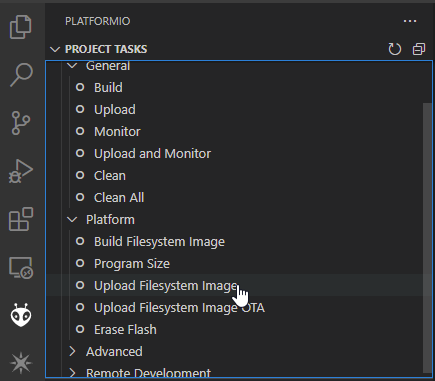 PLATFORMIO
PROJECT TASKS
General
Build
Upload
Monitor
Upload and Monitor
Clean
Clean All
Platform
Build Filesystem Image
Program Size
Upload Filesystem Image
Upload Filesystem Image OTA
Erase Flash
Advanced
Remote Development